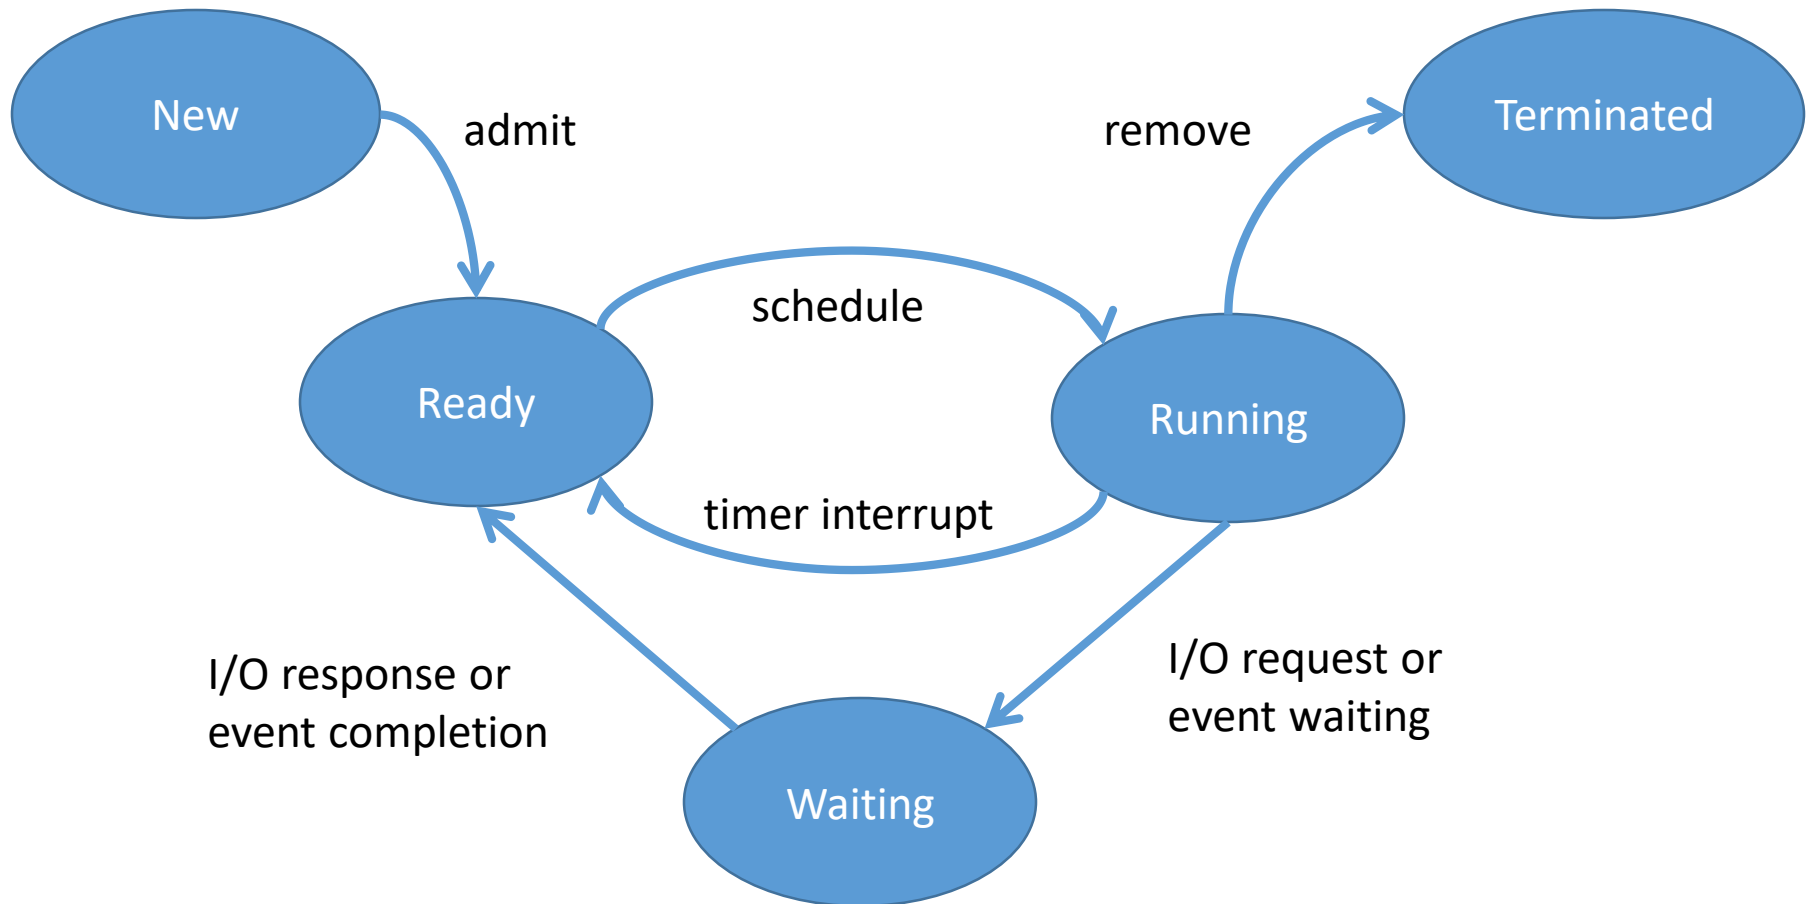 New
admit
remove
Terminated
schedule
Ready
Running
timer interrupt
I/O response or
event completion
I/O request or
event waiting
Waiting